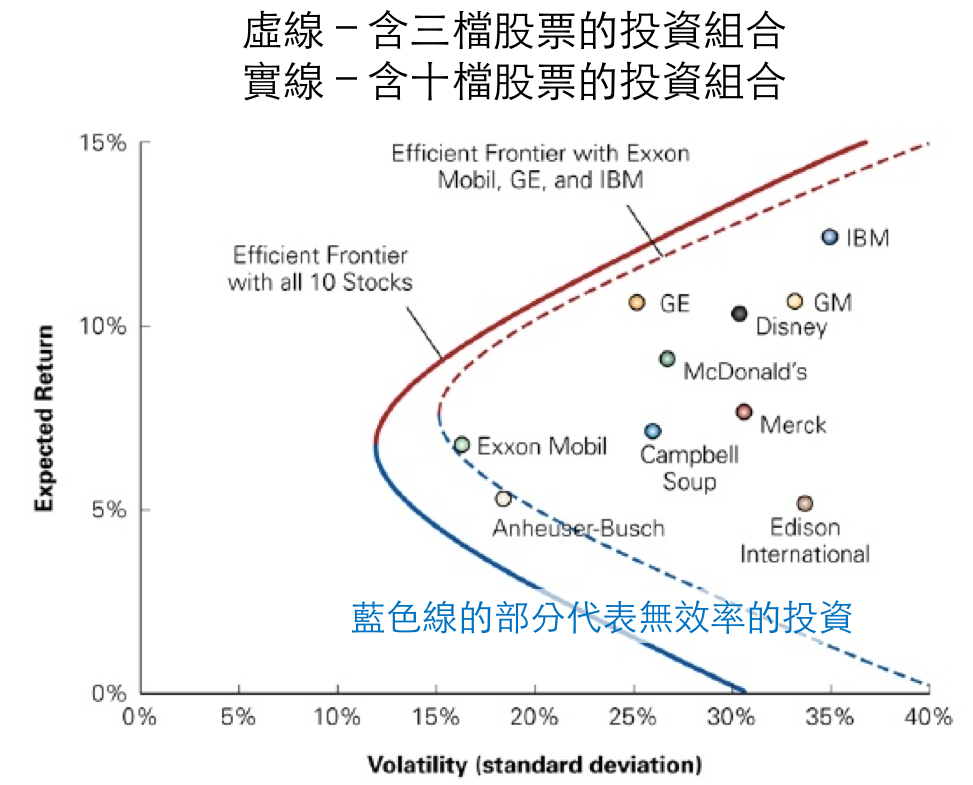 虛線－含三檔股票的投資組合
實線－含十檔股票的投資組合
15%
Efficient Frontier with Exxon
Mobil, GE, and IBM
IBM
Efficient Frontier
with all 10 Stocks
GE
GM
10%
Disney
McDonald's
Expected Return
Merck
Exxon Mobil
Campbell
Soup
5%
Anheuser-Busch
Edison
International
藍色線的部分代表無效率的投資
0%
0% 5% 10% 15% 20% 25% 30% 35% 40%
Volatility (standard deviation)